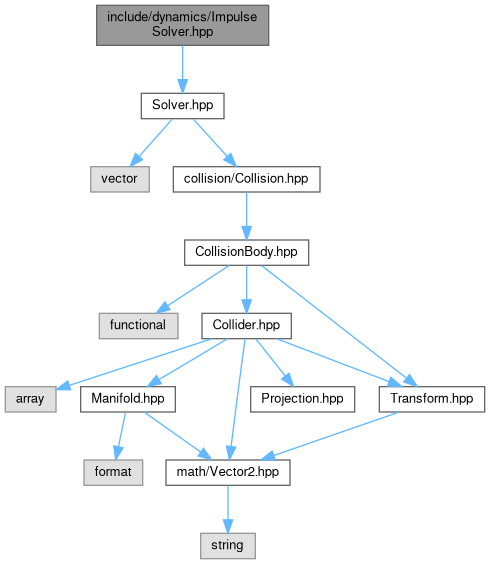 include/dynamics/Impulse
Solver.hpp
Solver.hpp
vector
collision/Collision.hpp
CollisionBody.hpp
functional
Collider.hpp
array
Manifold.hpp
Projection.hpp
Transform.hpp
format
math/Vector2.hpp
string